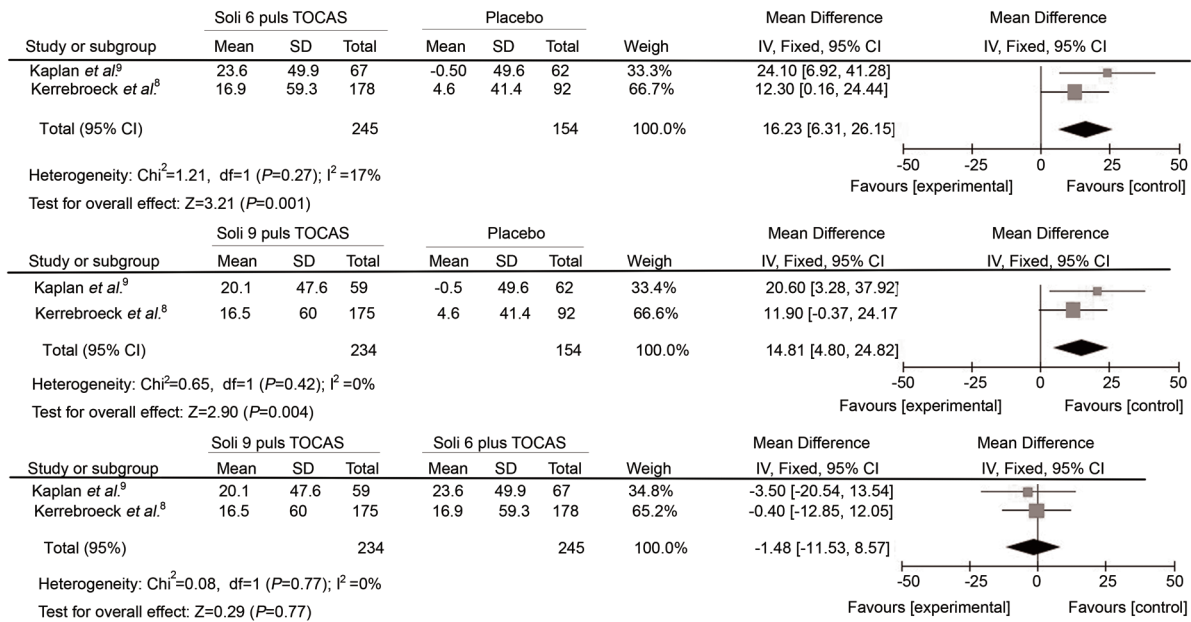 Soli 6 puls TOCAS Placebo Mean Difference Mean Difference
Study or subgroup Mean SD Total Mean SD Total Weigh IV, Fixed, 95% CI IV, Fixed, 95% CI
Kaplan et al.⁹ 23.6 49.9 67 -0.50 49.6 62 33.3% 24.10 [6.92, 41.28]
Kerrebroeck et al.⁸ 16.9 59.3 178 4.6 41.4 92 66.7% 12.30 [0.16, 24.44]
Total (95% CI) 245 154 100.0% 16.23 [6.31, 26.15]
-50 -25 0 25 50
Heterogeneity: Chi²=1.21, df=1 (P=0.27); I² =17%
Favours [experimental] Favours [control]
Test for overall effect: Z=3.21 (P=0.001)
Soli 9 puls TOCAS Placebo Mean Difference Mean Difference
Study or subgroup Mean SD Total Mean SD Total Weigh IV, Fixed, 95% CI IV, Fixed, 95% CI
Kaplan et al.⁹ 20.1 47.6 59 -0.5 49.6 62 33.4% 20.60 [3.28, 37.92]
Kerrebroeck et al.⁸ 16.5 60 175 4.6 41.4 92 66.6% 11.90 [-0.37, 24.17
Total (95% CI) 234 154 100.0% 14.81 [4.80, 24.82]
-50 -25 0 25 50
Heterogeneity: Chi²=0.65, df=1 (P=0.42); I² =0%
Favours [experimental] Favours [control]
Test for overall effect: Z=2.90 (P=0.004)
Soli 9 puls TOCAS Soli 6 plus TOCAS Mean Difference Mean Difference
Study or subgroup Mean SD Total Mean SD Total Weigh IV, Fixed, 95% CI IV, Fixed, 95% CI
Kaplan et al.⁹ 20.1 47.6 59 23.6 49.9 67 34.8% -3.50 [-20.54, 13.54]
Kerrebroeck et al.⁸ 16.5 60 175 16.9 59.3 178 65.2% -0.40 [-12.85, 12.05]
Total (95%) 234 245 100.0% -1.48 [-11.53, 8.57]
-50 -25 0 25 50
Heterogeneity: Chi²=0.08, df=1 (P=0.77); I² =0%
Favours [experimental] Favours [control]
Test for overall effect: Z=0.29 (P=0.77)